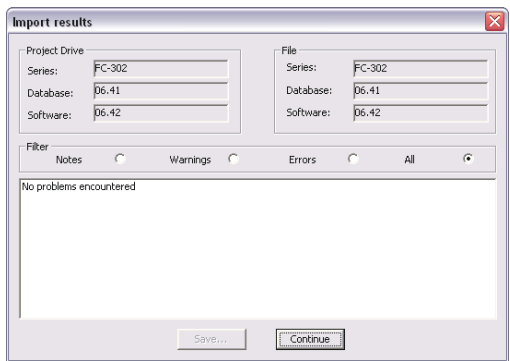 Import results
Project Drive
Series: FC-302
Database: 06.41
Software: 06.42
File
Series: FC-302
Database: 06.41
Software: 06.42
Filter
Notes Warnings Errors All
No problems encountered
Save... Continue